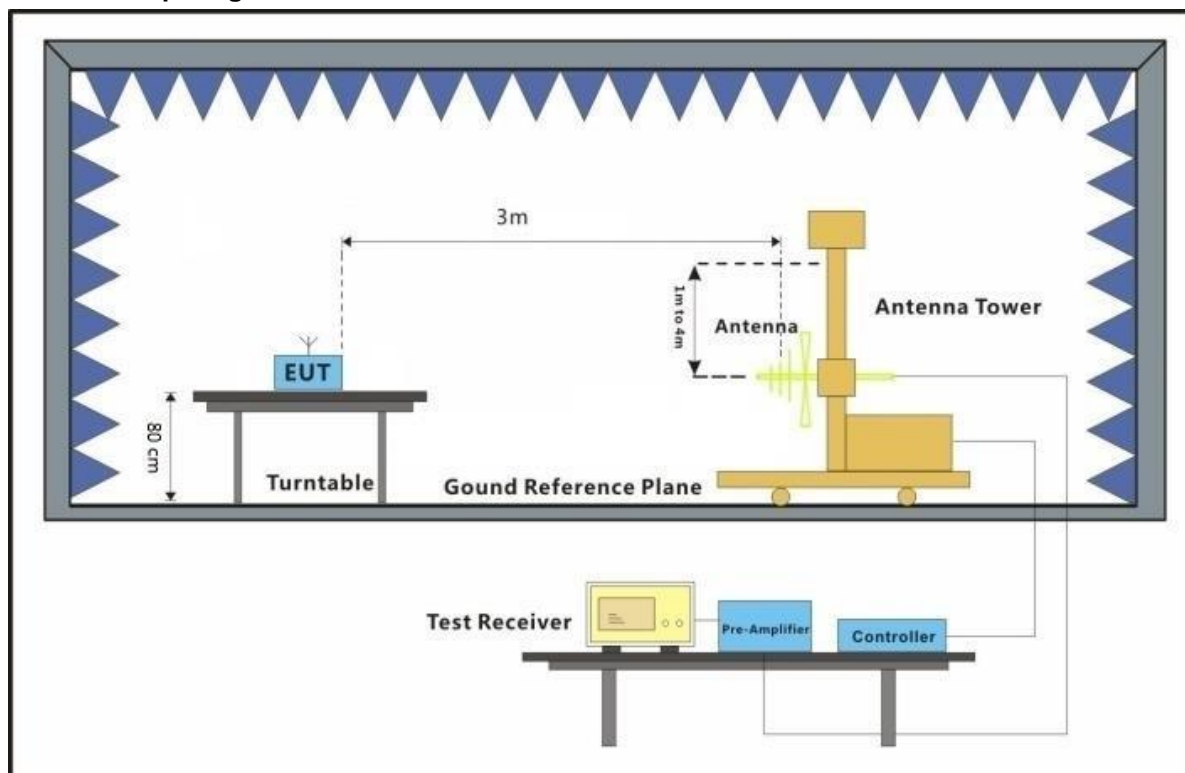 3m
1m to 4m
Antenna
Antenna Tower
EUT
80 cm
Turntable
Gound Reference Plane
Test Receiver
Pre-Amplifier
Controller